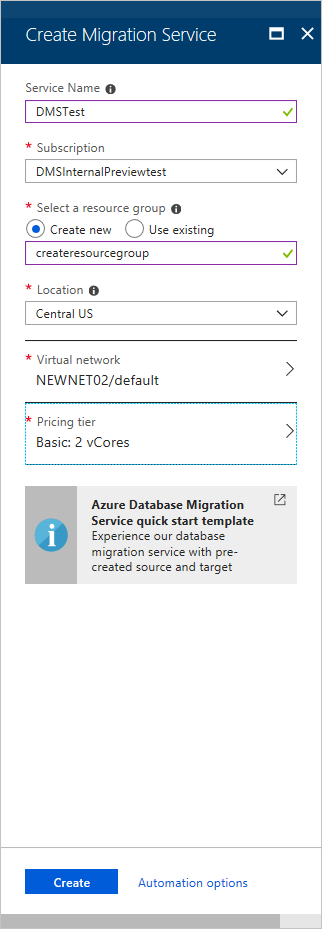 Create Migration Service
Service Name
DMSTest
* Subscription
DMSInternalPreviewtest
* Select a resource group
Create new
Use existing
createresourcegroup
* Location
Central US
* Virtual network
NEWNET02/default
* Pricing tier
Basic: 2 vCores
Azure Database Migration
Service quick start template
Experience our database
migration service with pre-
created source and target
Create
Automation options